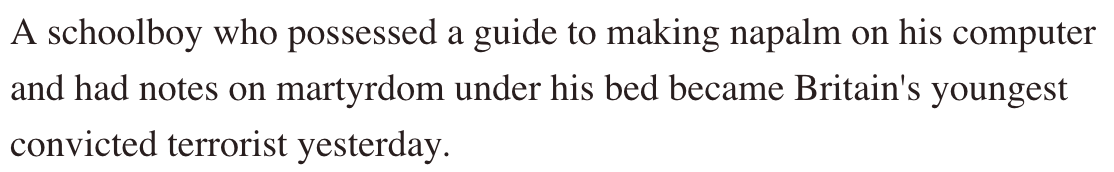 A schoolboy who possessed a guide to making napalm on his computer
and had notes on martyrdom under his bed became Britain's youngest
convicted terrorist yesterday.